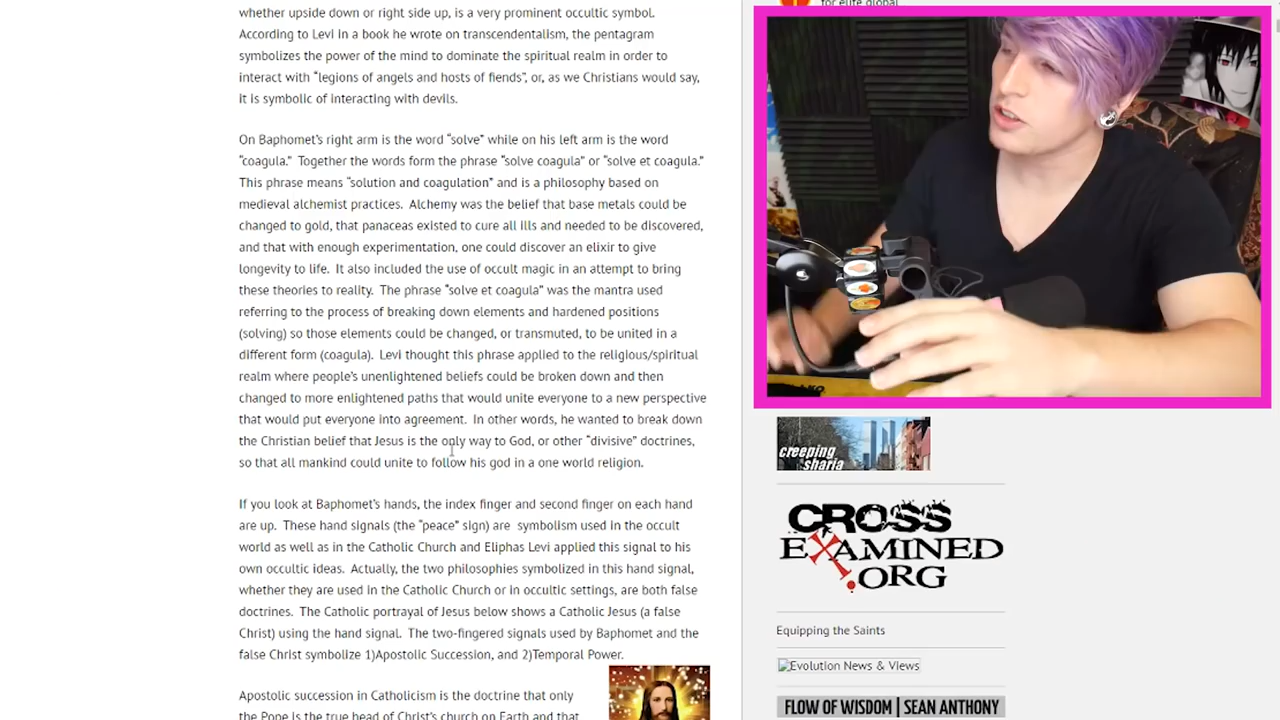 whether upside down or right side up, is a very prominent occultic symbol.
According to Levi in a book he wrote on transcendentalism, the pentagram
symbolizes the power of the mind to dominate the spiritual realm in order to
interact with “legions of angels and hosts of fiends”, or, as we Christians would say,
it is symbolic of interacting with devils.
On Baphomet’s right arm is the word “solve” while on his left arm is the word
“coagula.”  Together the words form the phrase “solve coagula” or “solve et coagula.”
This phrase means “solution and coagulation” and is a philosophy based on
medieval alchemist practices.  Alchemy was the belief that base metals could be
changed to gold, that panaceas existed to cure all ills and needed to be discovered,
and that with enough experimentation, one could discover an elixir to give
longevity to life.  It also included the use of occult magic in an attempt to bring
these theories to reality.  The phrase “solve et coagula” was the mantra used
referring to the process of breaking down elements and hardened positions
(solving) so those elements could be changed, or transmuted, to be united in a
different form (coagula).  Levi thought this phrase applied to the religious/spiritual
realm where people’s unenlightened beliefs could be broken down and then
changed to more enlightened paths that would unite everyone to a new perspective
that would put everyone into agreement.  In other words, he wanted to break down
the Christian belief that Jesus is the only way to God, or other “divisive” doctrines,
so that all mankind could unite to follow his god in a one world religion.
If you look at Baphomet’s hands, the index finger and second finger on each hand
are up.  These hand signals (the “peace” sign) are  symbolism used in the occult
world as well as in the Catholic Church and Eliphas Levi applied this signal to his
own occultic ideas.  Actually, the two philosophies symbolized in this hand signal,
whether they are used in the Catholic Church or in occultic settings, are both false
doctrines.  The Catholic portrayal of Jesus below shows a Catholic Jesus (a false
Christ) using the hand signal.  The two-fingered signals used by Baphomet and the
false Christ symbolize 1)Apostolic Succession, and 2)Temporal Power.
Apostolic succession in Catholicism is the doctrine that only
the Pope is the true head of Christ’s church on Earth and that
for elite global
creeping
sharia
CROSS
EXAMINED
.ORG
Equipping the Saints
Evolution News & Views
FLOW OF WISDOM | SEAN ANTHONY